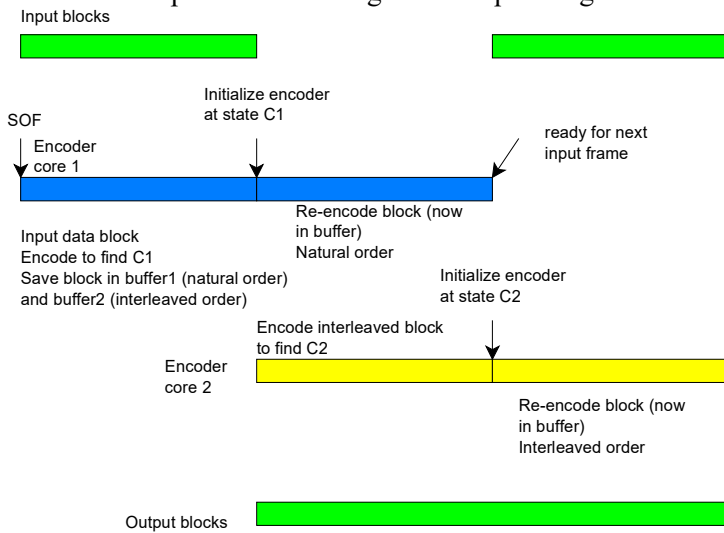 Input blocks
Initialize encoder
at state C1
SOF
Encoder
core 1
ready for next
input frame
Re-encode block (now
in buffer)
Natural order
Input data block
Encode to find C1
Save block in buffer1 (natural order)
and buffer2 (interleaved order)
Initialize encoder
at state C2
Encode interleaved block
to find C2
Encoder
core 2
Re-encode block (now
in buffer)
Interleaved order
Output blocks